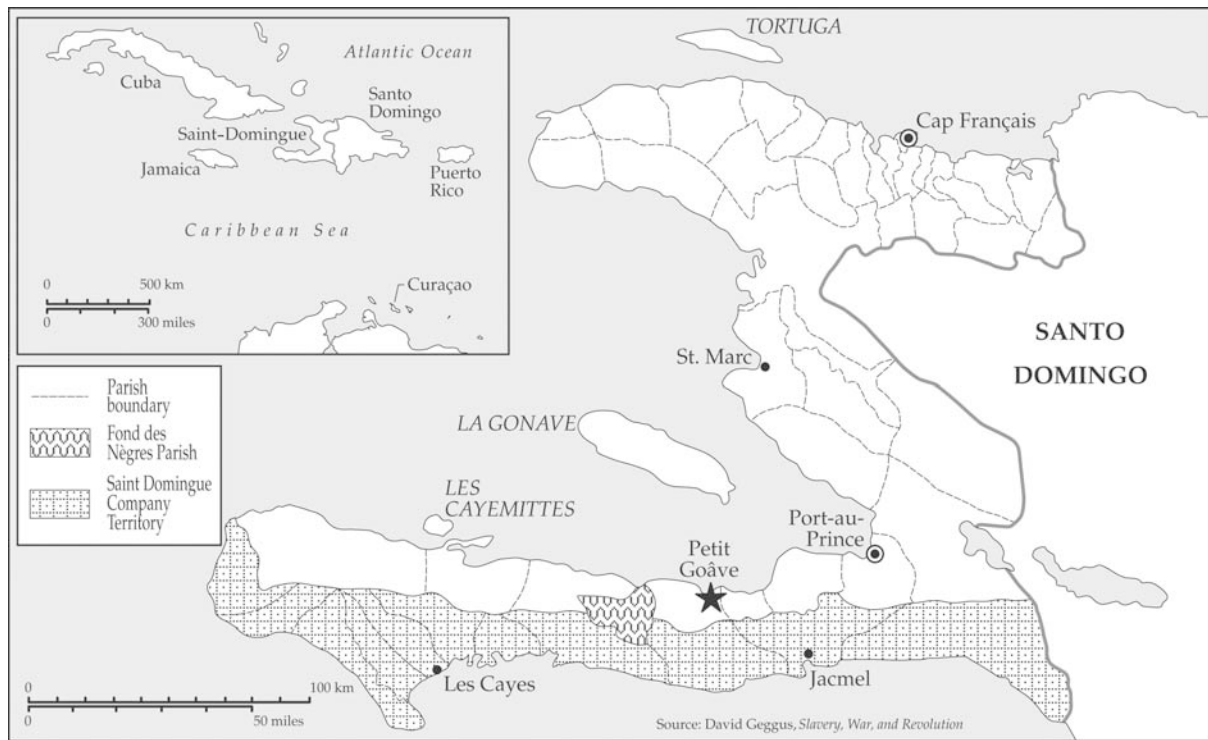 Atlantic Ocean
Cuba
Santo
Domingo
Saint-Domingue
Jamaica
Puerto
Rico
Caribbean Sea
0
500 km
0
300 miles
Curaçao
TORTUGA
Cap Français
St. Marc
SANTO
DOMINGO
LA GONAVE
LES
CAYEMITTES
Port-au-
Prince
Petit
Goâve
Les Cayes
Jacmel
Parish
boundary
Fond des
Nègres Parish
Saint Domingue
Company
Territory
0
100 km
0
50 miles
Source: David Geggus, Slavery, War, and Revolution